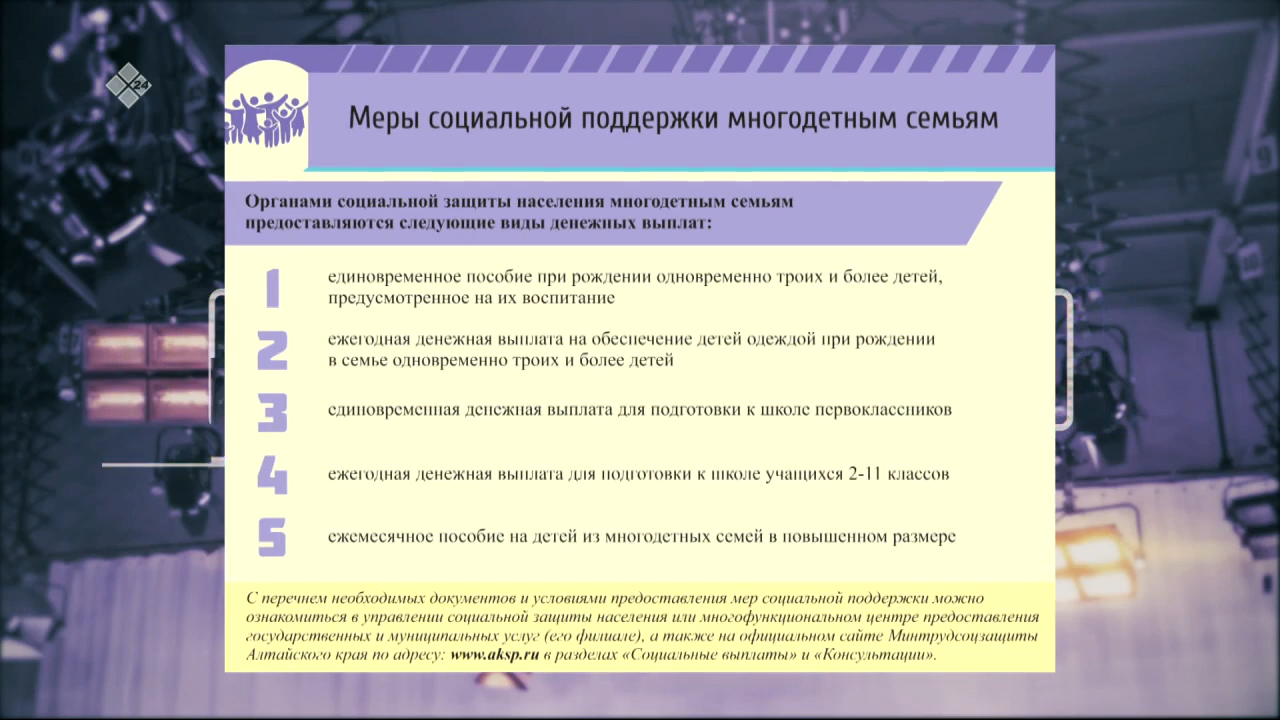 24
Меры социальной поддержки многодетным семьям
Органами социальной защиты населения многодетным семьям
предоставляются следующие виды денежных выплат:
1 единовременное пособие при рождении одновременно троих и более детей,
предусмотренное на их воспитание
2 ежегодная денежная выплата на обеспечение детей одеждой при рождении
в семье одновременно троих и более детей
3 единовременная денежная выплата для подготовки к школе первоклассников
4 ежегодная денежная выплата для подготовки к школе учащихся 2-11 классов
5 ежемесячное пособие на детей из многодетных семей в повышенном размере
С перечнем необходимых документов и условиями предоставления мер социальной поддержки можно
ознакомиться в управлении социальной защиты населения или многофункциональном центре предоставления
государственных и муниципальных услуг (его филиале), а также на официальном сайте Минтрудсоцзащиты
Алтайского края по адресу: www.aksp.ru в разделах «Социальные выплаты» и «Консультации».